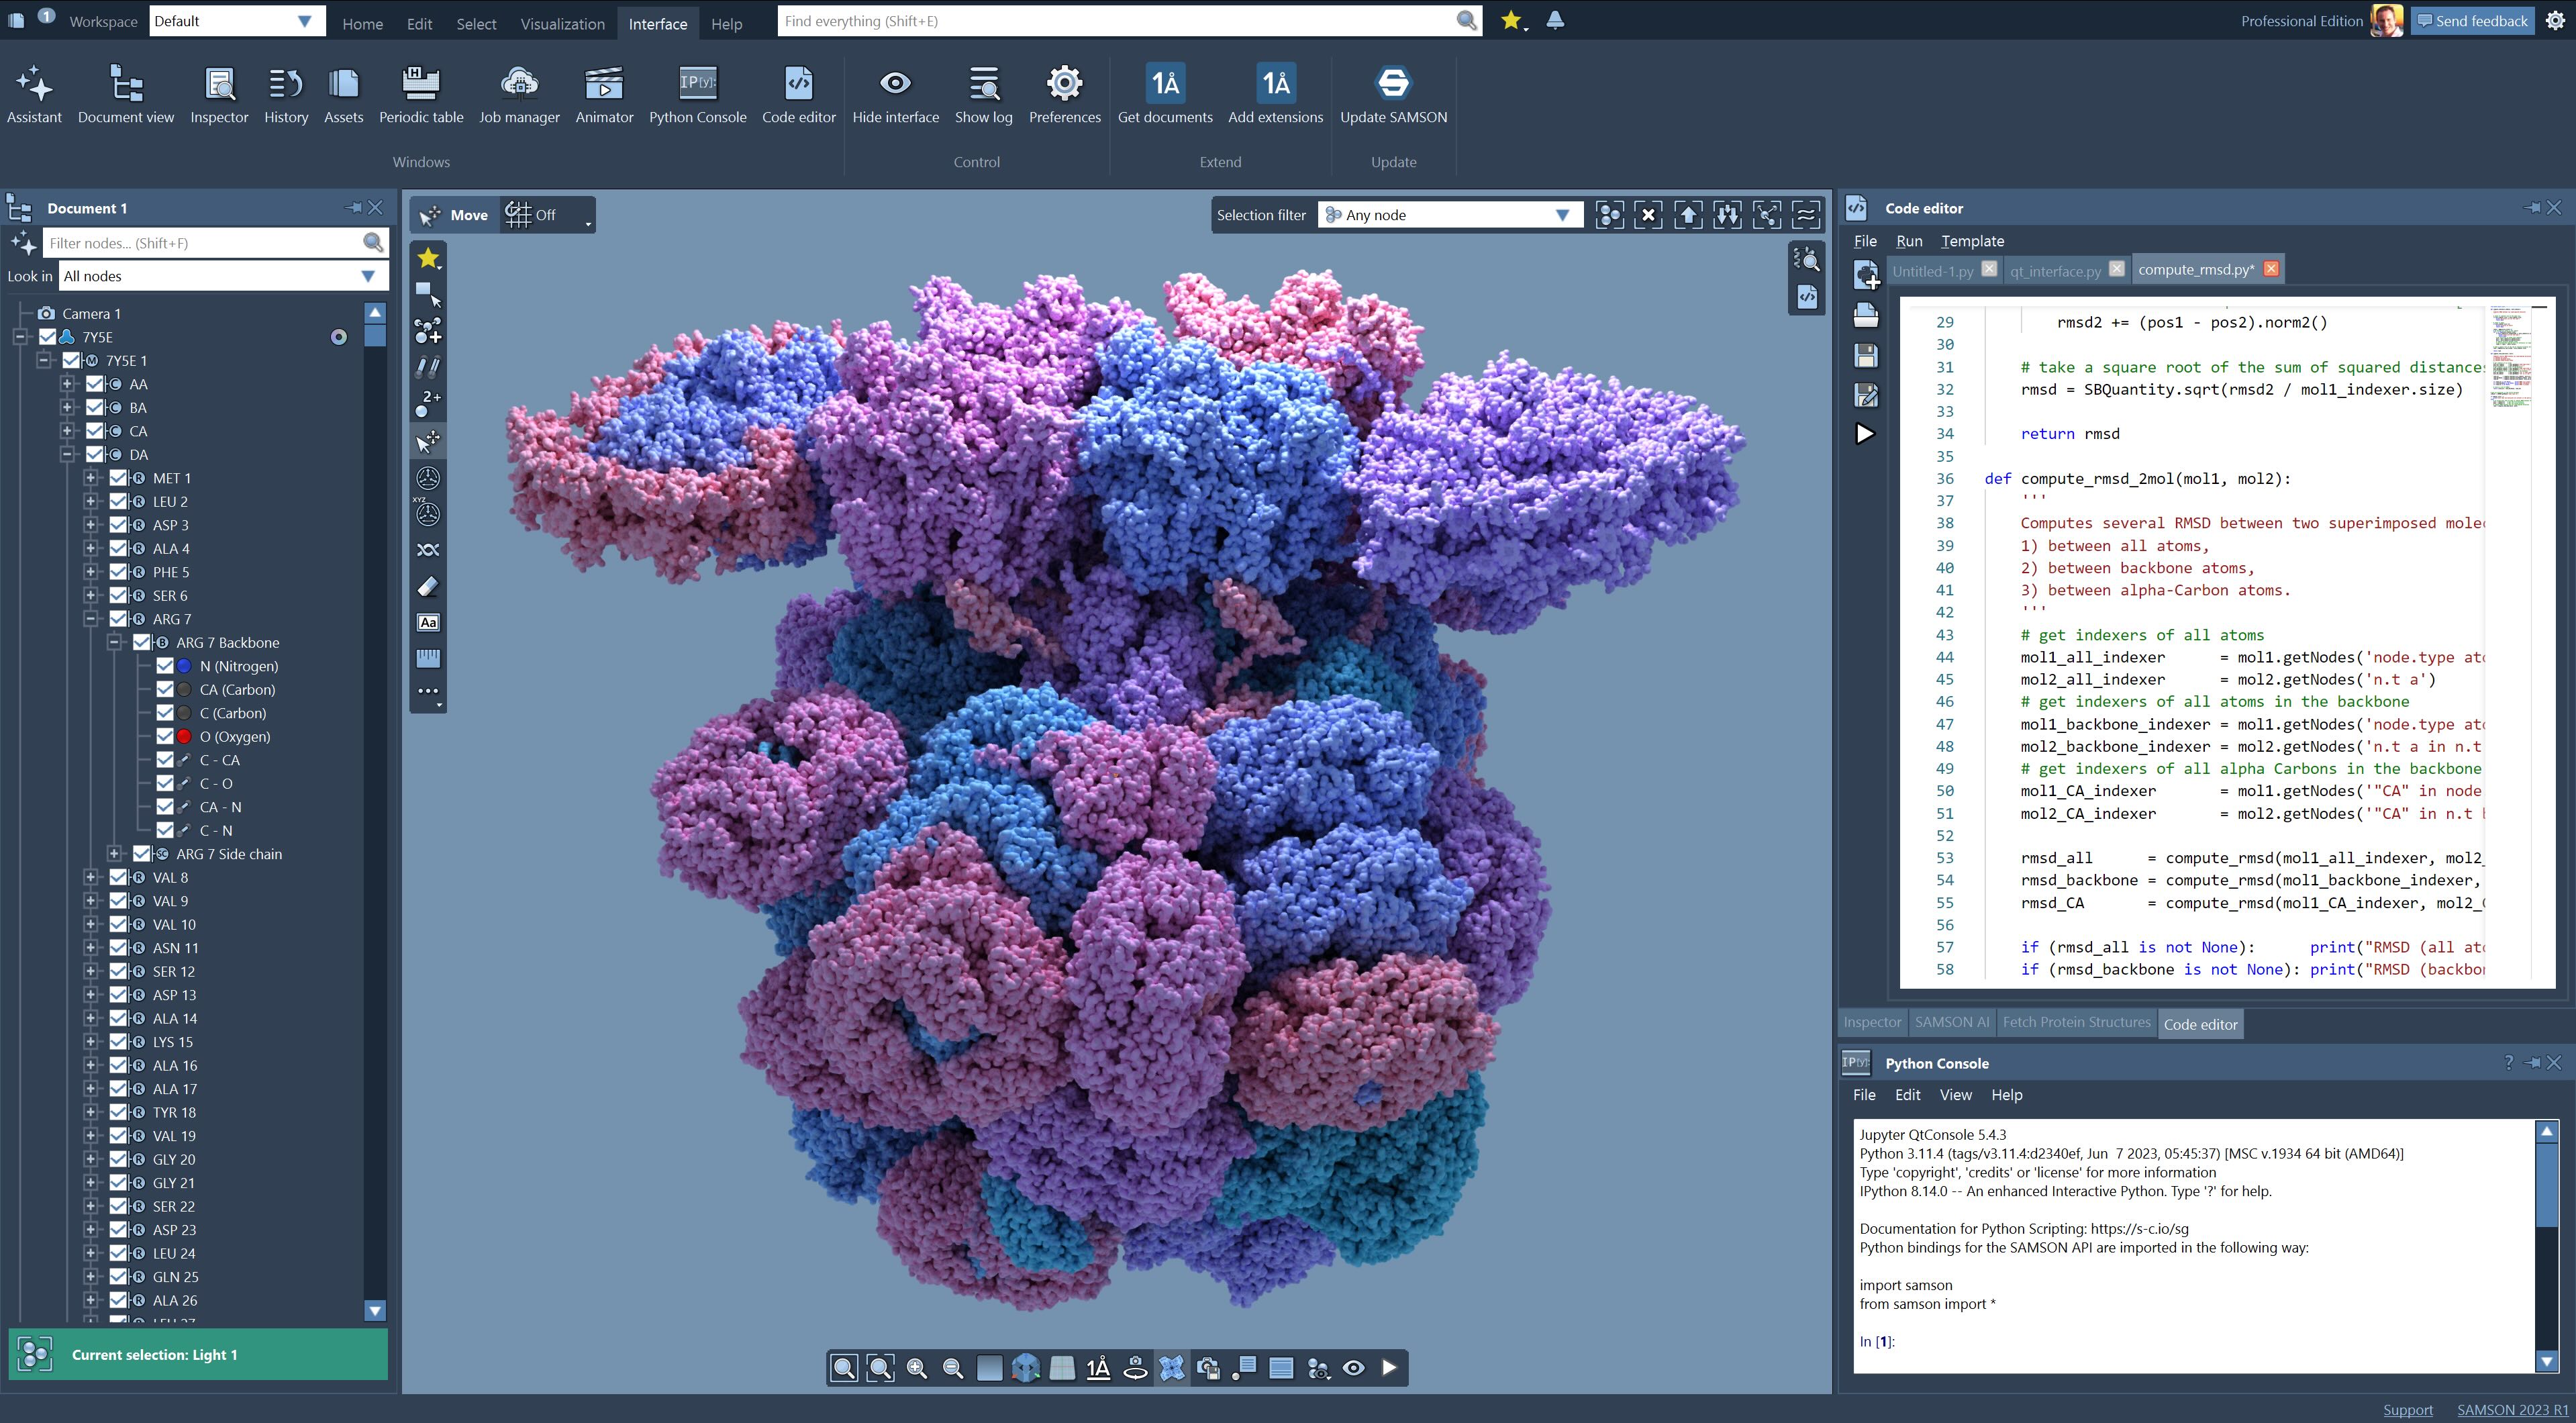 1 Workspace Default Home Edit Select Visualization Interface Help Find everything (Shift+E) Professional Edition Send feedback
Assistant Document view Inspector History Assets Periodic table Job manager Animator Python Console Code editor Hide interface Show log Preferences Get documents Add extensions Update SAMSON
H IP[y]: 1Å 1Å
Windows Control Extend Update
Document 1
Filter nodes... (Shift+F)
Look in All nodes
Camera 1
7Y5E
M 7Y5E 1
C AA
C BA
C CA
C DA
R MET 1
R LEU 2
R ASP 3
R ALA 4
R PHE 5
R SER 6
R ARG 7
B ARG 7 Backbone
N (Nitrogen)
CA (Carbon)
C (Carbon)
O (Oxygen)
C - CA
C - O
CA - N
C - N
SC ARG 7 Side chain
R VAL 8
R VAL 9
R VAL 10
R ASN 11
R SER 12
R ASP 13
R ALA 14
R LYS 15
R ALA 16
R ALA 17
R TYR 18
R VAL 19
R GLY 20
R GLY 21
R SER 22
R ASP 23
R LEU 24
R GLN 25
R ALA 26
Current selection: Light 1
Move Off
2+
XYZ
Aa
Selection filter Any node
1Å
Code editor
File Run Template
Untitled-1.py qt_interface.py compute_rmsd.py*
29 rmsd2 += (pos1 - pos2).norm2()
30
31 # take a square root of the sum of squared distances
32 rmsd = SBQuantity.sqrt(rmsd2 / mol1_indexer.size)
33
34 return rmsd
35
36 def compute_rmsd_2mol(mol1, mol2):
37 '''
38 Computes several RMSD between two superimposed molec
39 1) between all atoms,
40 2) between backbone atoms,
41 3) between alpha-Carbon atoms.
42 '''
43 # get indexers of all atoms
44 mol1_all_indexer = mol1.getNodes('node.type ato
45 mol2_all_indexer = mol2.getNodes('n.t a')
46 # get indexers of all atoms in the backbone
47 mol1_backbone_indexer = mol1.getNodes('node.type ato
48 mol2_backbone_indexer = mol2.getNodes('n.t a in n.t
49 # get indexers of all alpha Carbons in the backbone
50 mol1_CA_indexer = mol1.getNodes('"CA" in node
51 mol2_CA_indexer = mol2.getNodes('"CA" in n.t b
52
53 rmsd_all = compute_rmsd(mol1_all_indexer, mol2_
54 rmsd_backbone = compute_rmsd(mol1_backbone_indexer,
55 rmsd_CA = compute_rmsd(mol1_CA_indexer, mol2_C
56
57 if (rmsd_all is not None): print("RMSD (all ato
58 if (rmsd_backbone is not None): print("RMSD (backbon
Inspector SAMSON AI Fetch Protein Structures Code editor
IP[y]: Python Console ?
File Edit View Help
Jupyter QtConsole 5.4.3
Python 3.11.4 (tags/v3.11.4:d2340ef, Jun 7 2023, 05:45:37) [MSC v.1934 64 bit (AMD64)]
Type 'copyright', 'credits' or 'license' for more information
IPython 8.14.0 -- An enhanced Interactive Python. Type '?' for help.
Documentation for Python Scripting: https://s-c.io/sg
Python bindings for the SAMSON API are imported in the following way:
import samson
from samson import *
In [1]:
Support SAMSON 2023 R1